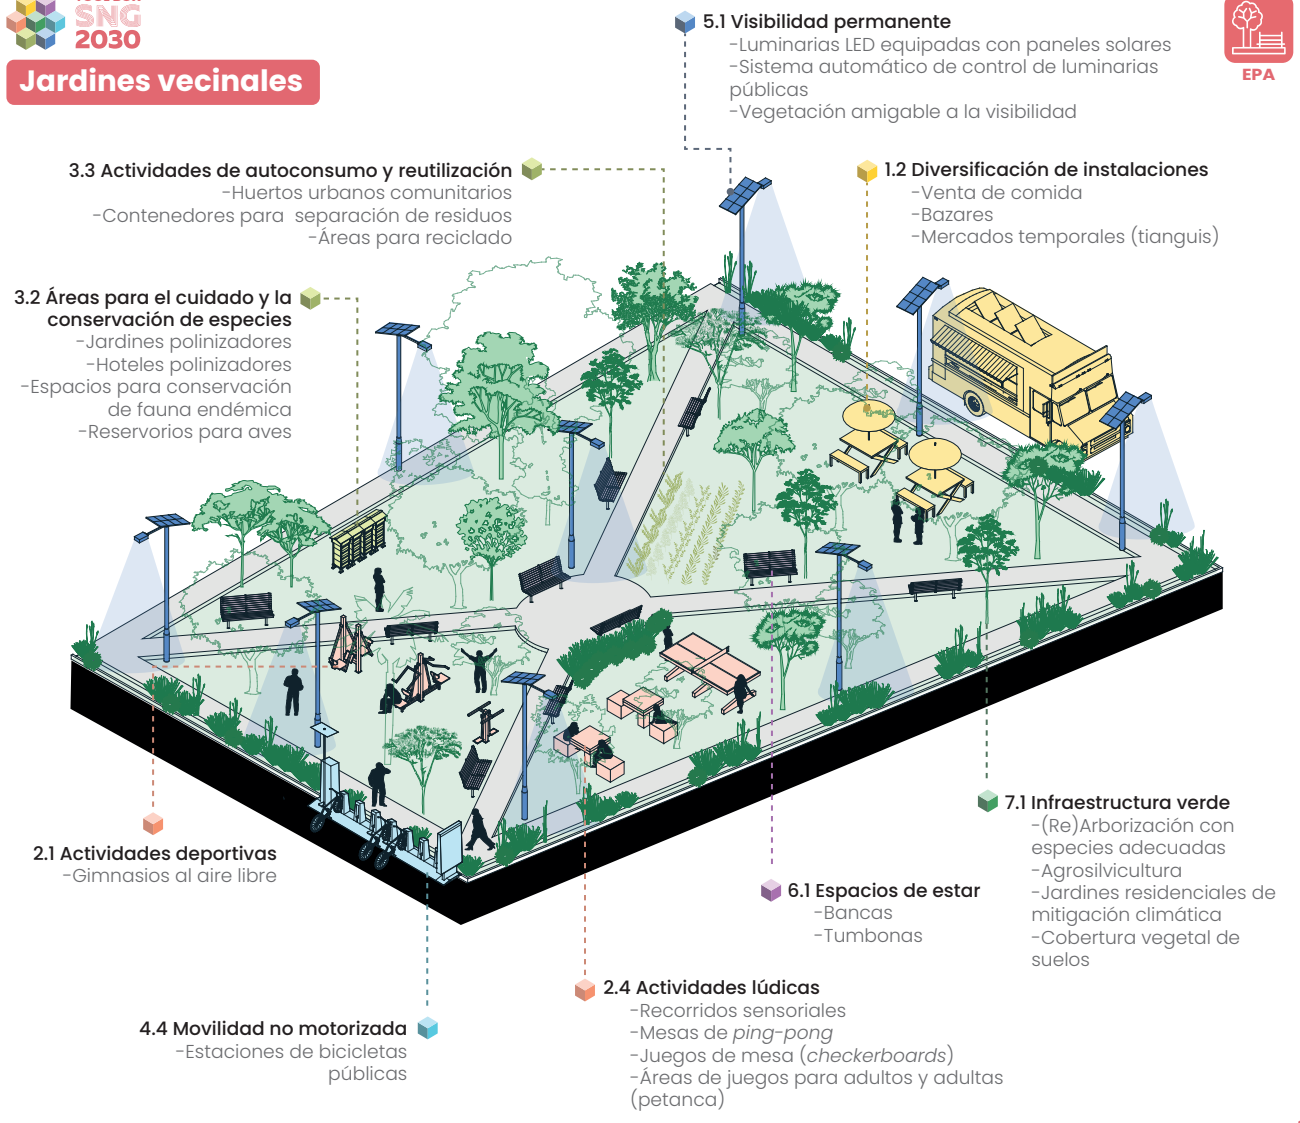 SNG
2030
Jardines vecinales
EPA
5.1 Visibilidad permanente
-Luminarias LED equipadas con paneles solares
-Sistema automático de control de luminarias
públicas
-Vegetación amigable a la visibilidad
3.3 Actividades de autoconsumo y reutilización
-Huertos urbanos comunitarios
-Contenedores para separación de residuos
-Áreas para reciclado
1.2 Diversificación de instalaciones
-Venta de comida
-Bazares
-Mercados temporales (tianguis)
3.2 Áreas para el cuidado y la
conservación de especies
-Jardines polinizadores
-Hoteles polinizadores
-Espacios para conservación
de fauna endémica
-Reservorios para aves
2.1 Actividades deportivas
-Gimnasios al aire libre
7.1 Infraestructura verde
-(Re)Arborización con
especies adecuadas
-Agrosilvicultura
-Jardines residenciales de
mitigación climática
-Cobertura vegetal de
suelos
6.1 Espacios de estar
-Bancas
-Tumbonas
2.4 Actividades lúdicas
-Recorridos sensoriales
-Mesas de ping-pong
-Juegos de mesa (checkerboards)
-Áreas de juegos para adultos y adultas
(petanca)
4.4 Movilidad no motorizada
-Estaciones de bicicletas
públicas